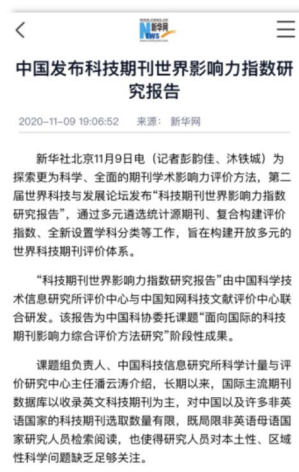 www.news.cn
新华网
News
中国发布科技期刊世界影响力指数研
究报告
2020-11-09 19:06:52 来源: 新华网
新华社北京11月9日电（记者彭韵佳、沐铁城）为
探索更为科学、全面的期刊学术影响力评价方法，第二
届世界科技与发展论坛发布“科技期刊世界影响力指数
研究报告”，通过多元遴选统计源期刊、复合构建评价
指数、全新设置学科分类等工作，旨在构建开放多元的
世界科技期刊评价体系。
“科技期刊世界影响力指数研究报告”由中国科学技
术信息研究所评价中心与中国知网科技文献评价中心联
合研发。该报告为中国科协委托课题“面向国际的科技
期刊影响力综合评价方法研究”阶段性成果。
课题组负责人、中国科技信息研究所科学计量与评
价研究中心主任潘云涛介绍，长期以来，国际主流期刊
数据库以收录英文科技期刊为主，对中国以及许多非英
语国家的科技期刊选取数量有限，既局限非英语母语国
家研究人员检索阅读，也使得研究人员对本土性、区域
性科学问题缺乏足够关注。